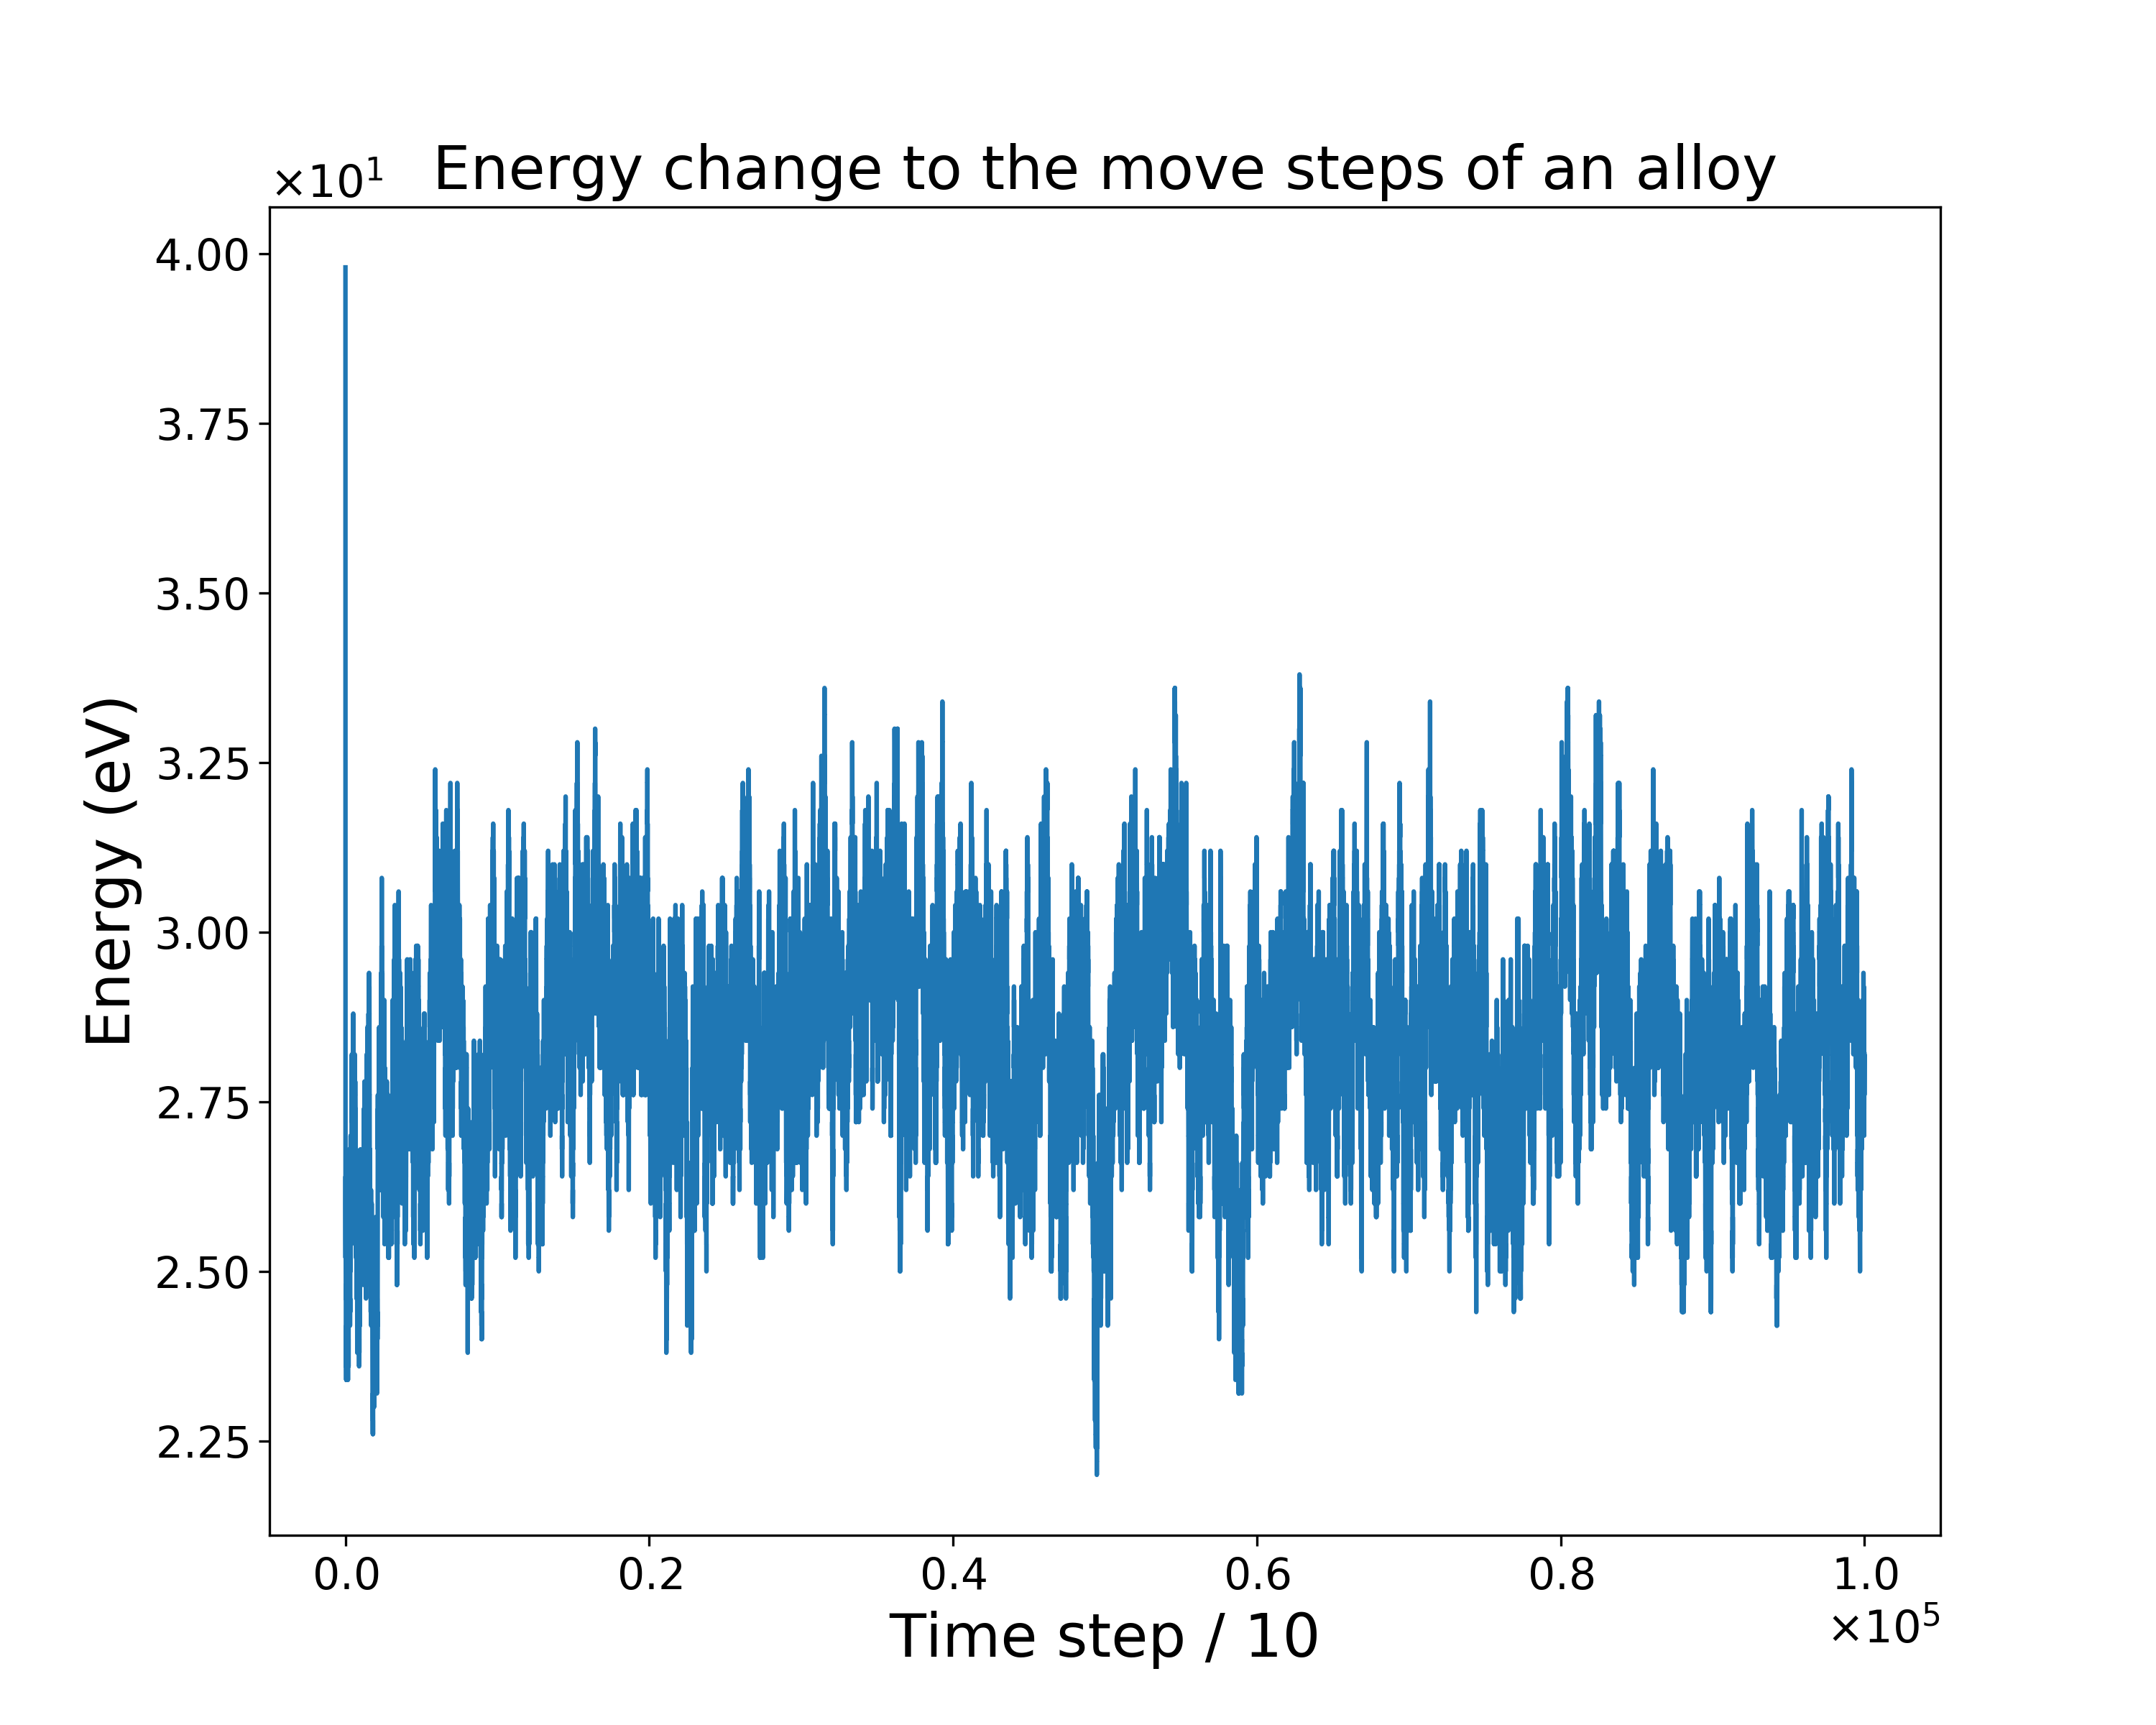 Energy change to the move steps of an alloy
×10¹
4.00
3.75
3.50
3.25
3.00
2.75
2.50
2.25
Energy (eV)
0.0 0.2 0.4 0.6 0.8 1.0
Time step / 10
×10⁵